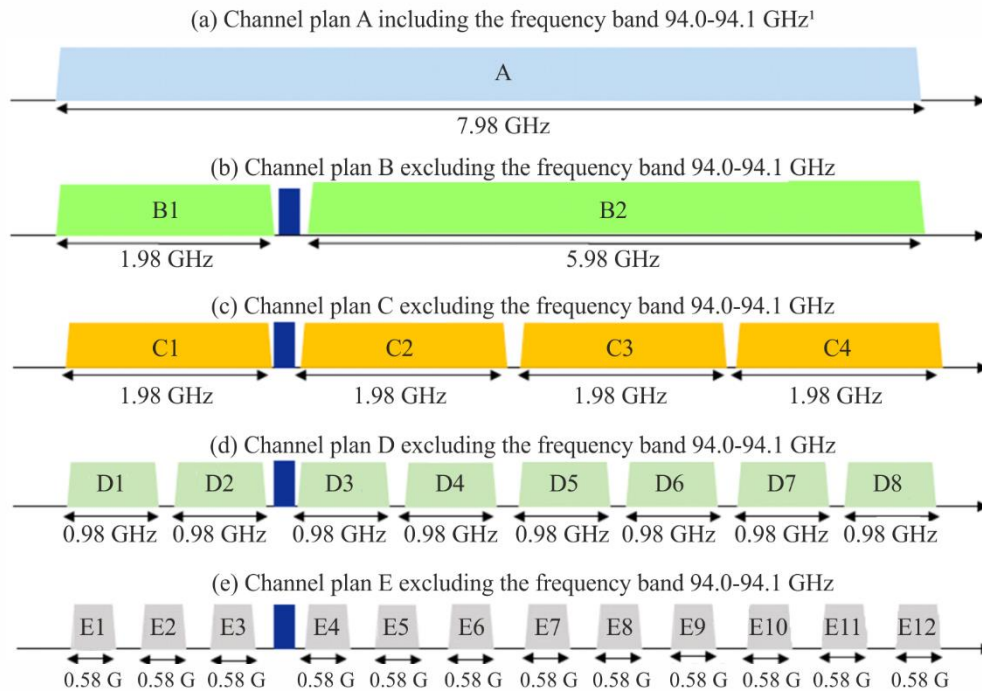 (a) Channel plan A including the frequency band 94.0-94.1 GHz¹
A
7.98 GHz
(b) Channel plan B excluding the frequency band 94.0-94.1 GHz
B1 B2
1.98 GHz 5.98 GHz
(c) Channel plan C excluding the frequency band 94.0-94.1 GHz
C1 C2 C3 C4
1.98 GHz 1.98 GHz 1.98 GHz 1.98 GHz
(d) Channel plan D excluding the frequency band 94.0-94.1 GHz
D1 D2 D3 D4 D5 D6 D7 D8
0.98 GHz 0.98 GHz 0.98 GHz 0.98 GHz 0.98 GHz 0.98 GHz 0.98 GHz 0.98 GHz
(e) Channel plan E excluding the frequency band 94.0-94.1 GHz
E1 E2 E3 E4 E5 E6 E7 E8 E9 E10 E11 E12
0.58 G 0.58 G 0.58 G 0.58 G 0.58 G 0.58 G 0.58 G 0.58 G 0.58 G 0.58 G 0.58 G 0.58 G